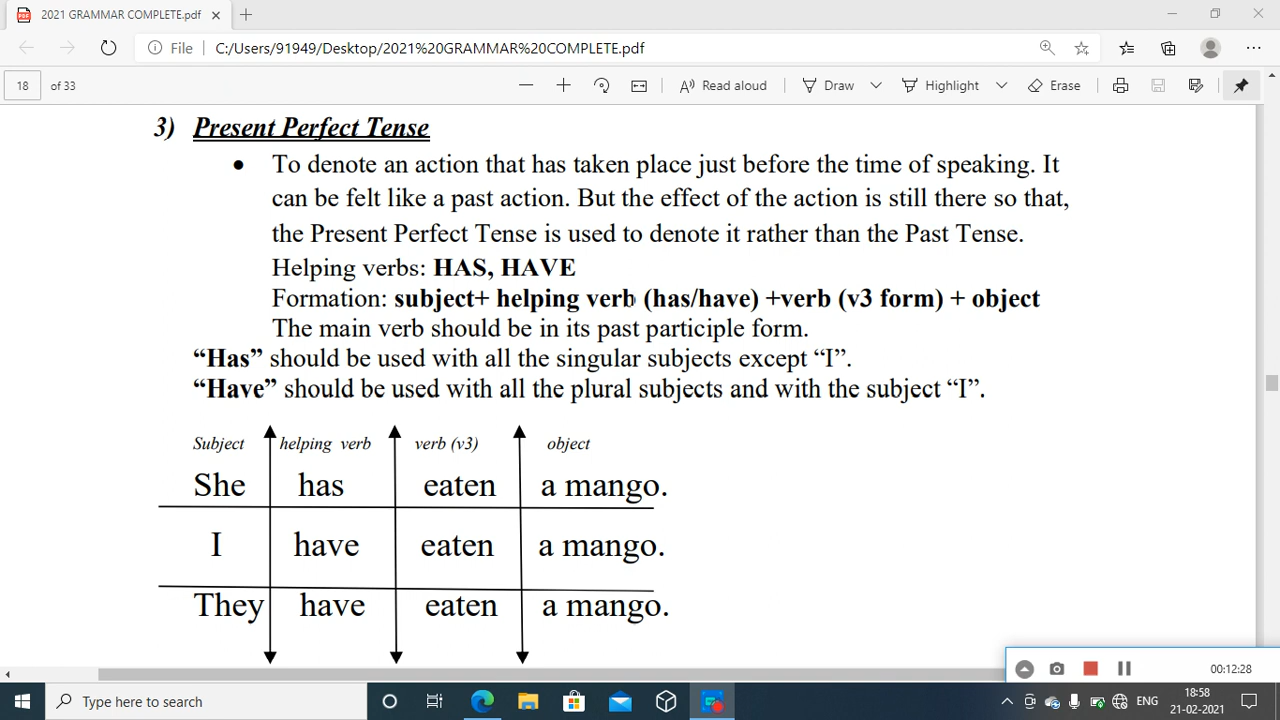 2021 GRAMMAR COMPLETE.pdf
File C:/Users/91949/Desktop/2021%20GRAMMAR%20COMPLETE.pdf
18 of 33 Read aloud Draw Highlight Erase
3) Present Perfect Tense
• To denote an action that has taken place just before the time of speaking. It
can be felt like a past action. But the effect of the action is still there so that,
the Present Perfect Tense is used to denote it rather than the Past Tense.
Helping verbs: HAS, HAVE
Formation: subject+ helping verb (has/have) +verb (v3 form) + object
The main verb should be in its past participle form.
“Has” should be used with all the singular subjects except “I”.
“Have” should be used with all the plural subjects and with the subject “I”.
Subject helping verb verb (v3) object
She has eaten a mango.
I have eaten a mango.
They have eaten a mango.
00:12:28
Type here to search
ENG
18:58
21-02-2021